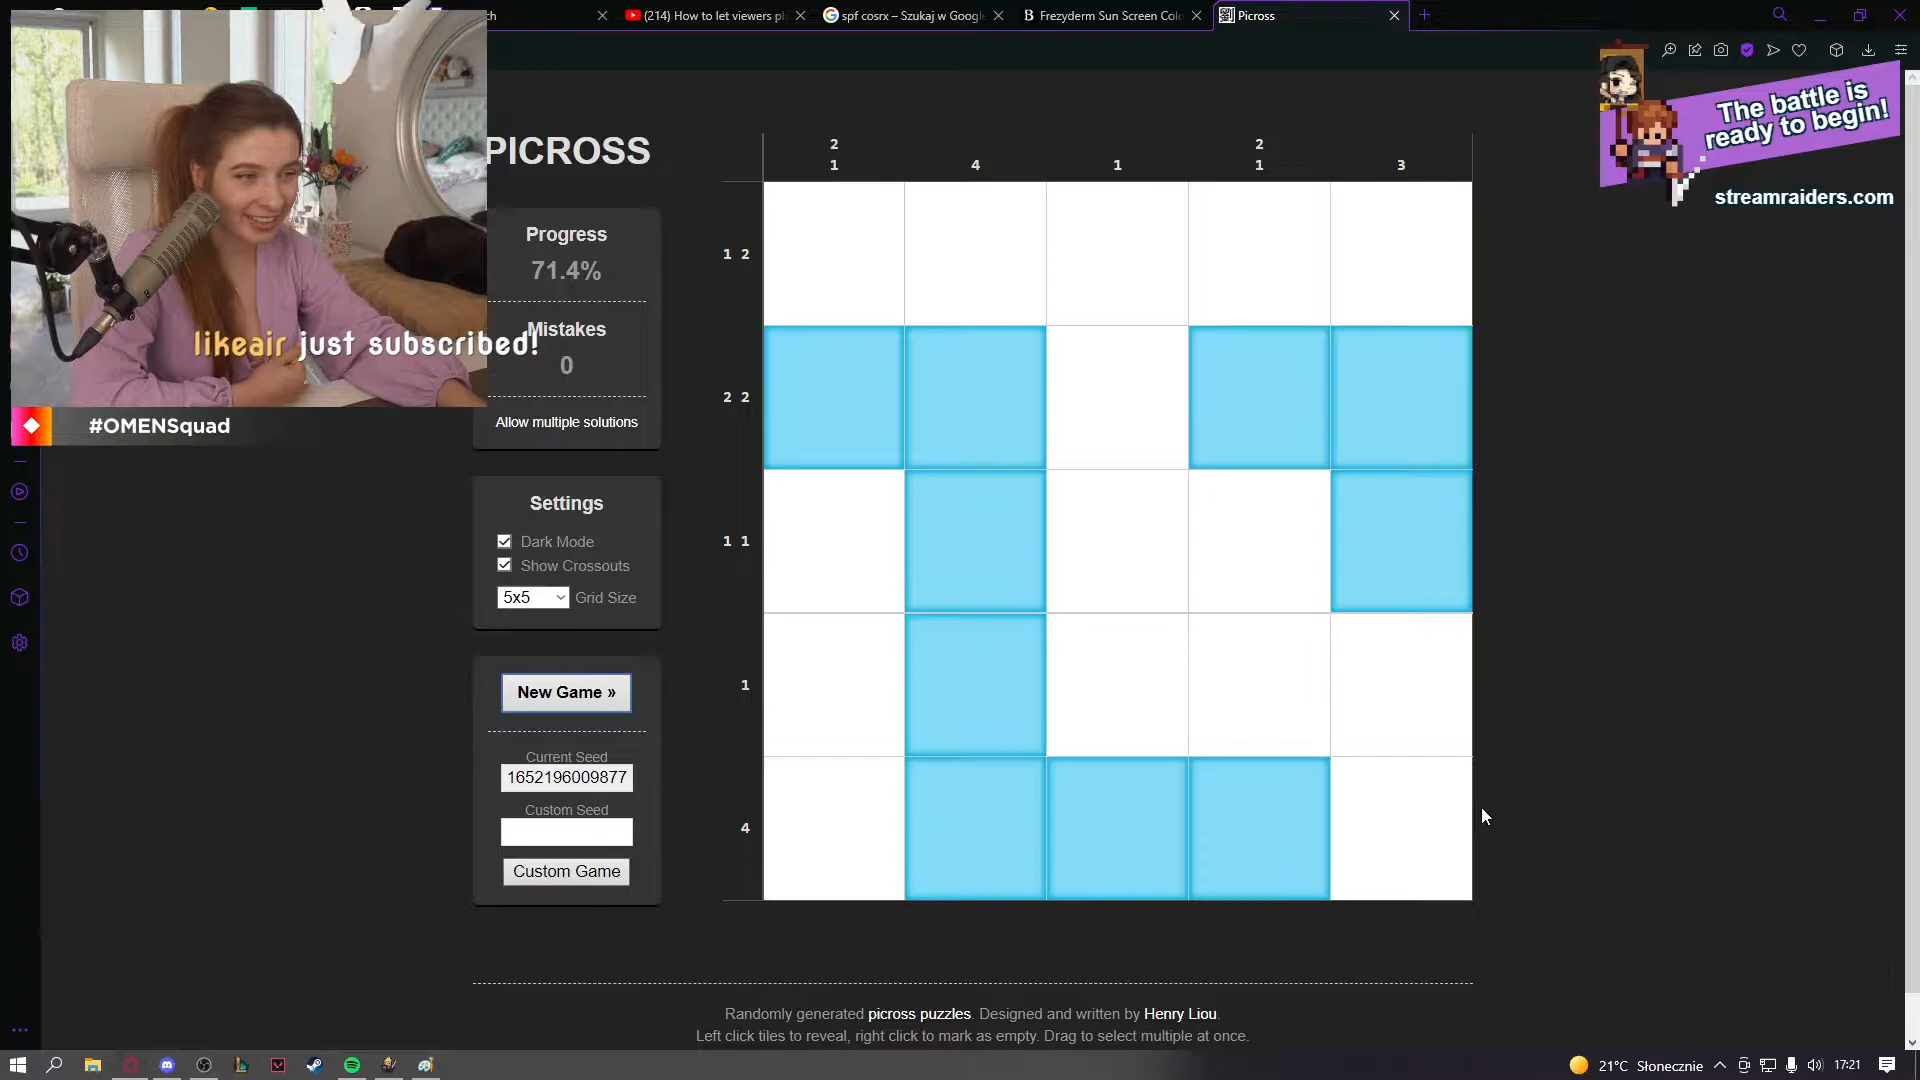 ch
(214) How to let viewers pl
spf cosrx – Szukaj w Googl
B Frezyderm Sun Screen Colo
Picross
The battle is
ready to begin!
streamraiders.com
PICROSS
Progress
71.4%
Mistakes
0
Allow multiple solutions
likeair just subscribed!
#OMENSquad
Settings
Dark Mode
Show Crossouts
5x5 Grid Size
New Game »
Current Seed
1652196009877
Custom Seed
Custom Game
2 2
1 4 1 1 3
1 2
2 2
1 1
1
4
Randomly generated picross puzzles. Designed and written by Henry Liou.
Left click tiles to reveal, right click to mark as empty. Drag to select multiple at once.
21°C Słonecznie 17:21